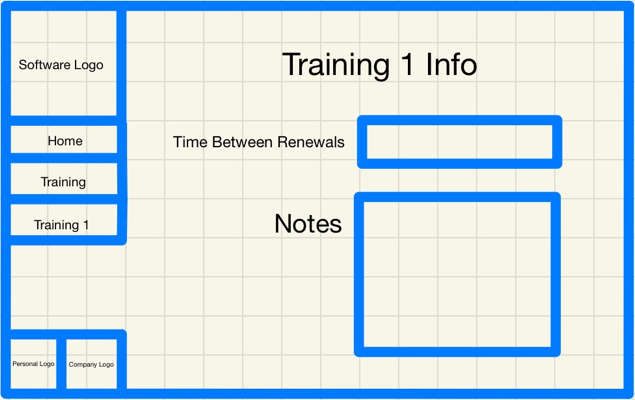 Software Logo
Training 1 Info
Home
Time Between Renewals
Training
Training 1
Notes
Personal Logo
Company Logo